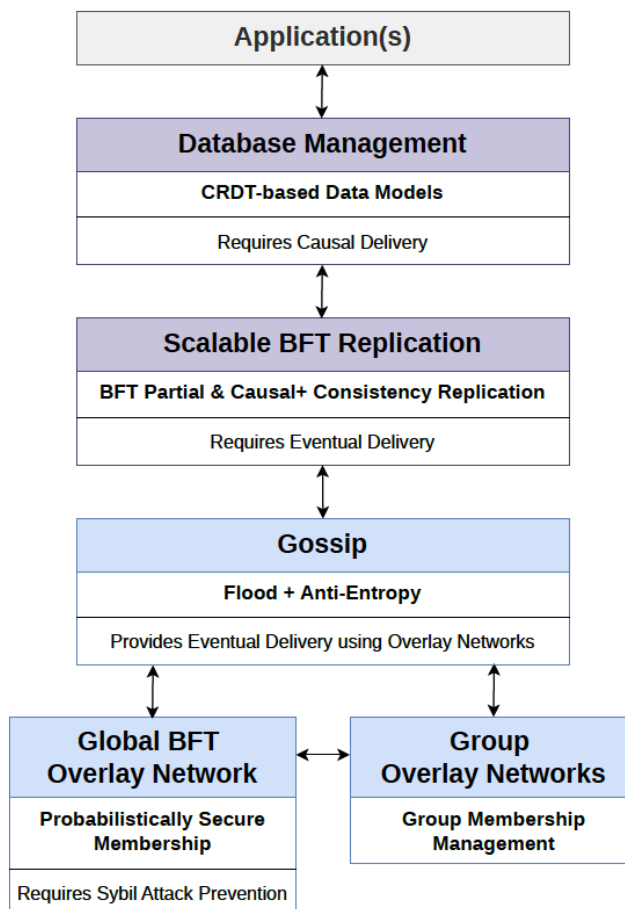 Application(s)
Database Management
CRDT-based Data Models
Requires Causal Delivery
Scalable BFT Replication
BFT Partial & Causal+ Consistency Replication
Requires Eventual Delivery
Gossip
Flood + Anti-Entropy
Provides Eventual Delivery using Overlay Networks
Global BFT
Overlay Network
Probabilistically Secure
Membership
Requires Sybil Attack Prevention
Group
Overlay Networks
Group Membership
Management